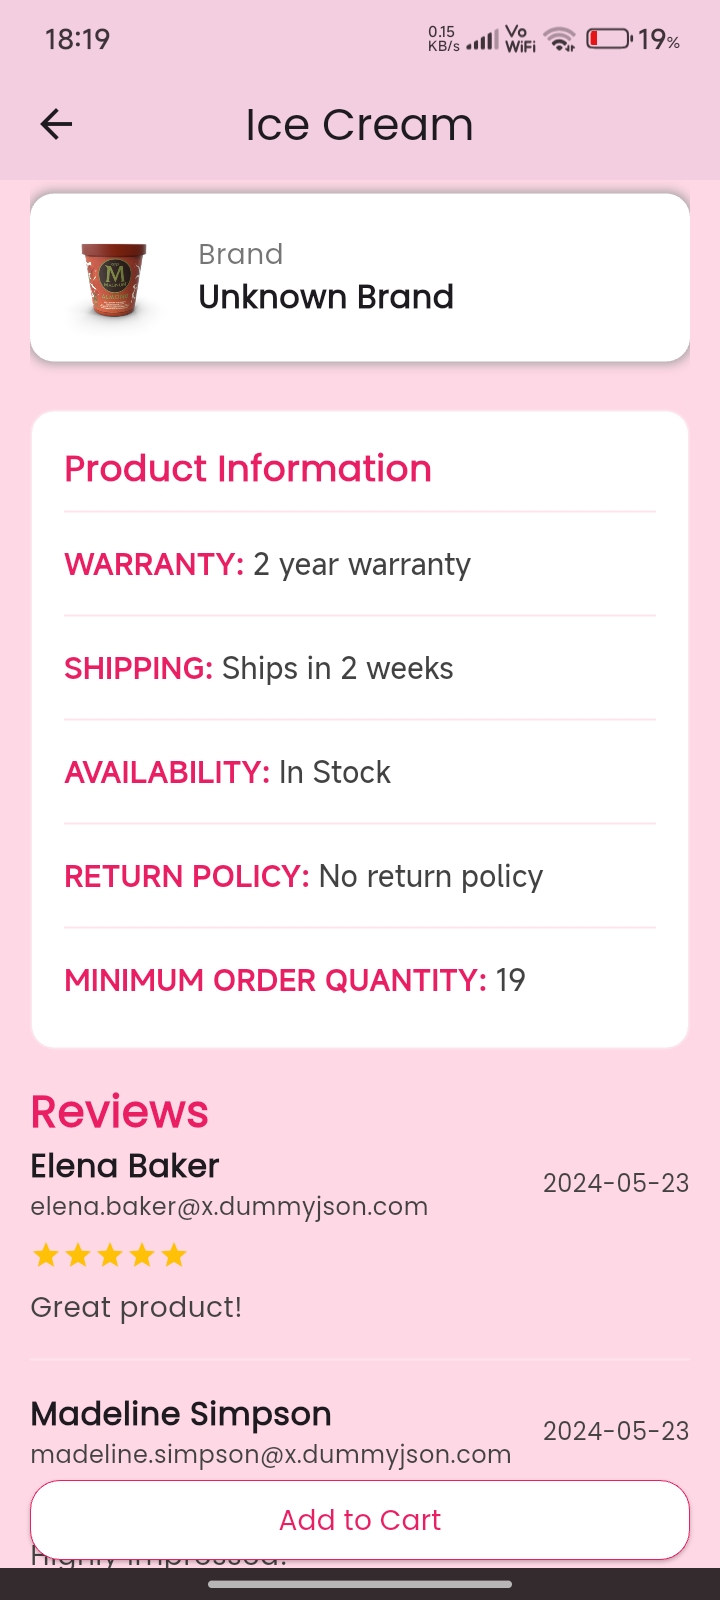 18:19
0.15 KB/s Vo WiFi 19%
Ice Cream
Brand
Unknown Brand
M
Product Information
WARRANTY: 2 year warranty
SHIPPING: Ships in 2 weeks
AVAILABILITY: In Stock
RETURN POLICY: No return policy
MINIMUM ORDER QUANTITY: 19
Reviews
Elena Baker
2024-05-23
elena.baker@x.dummyjson.com
Great product!
Madeline Simpson
2024-05-23
madeline.simpson@x.dummyjson.com
Add to Cart
Highly impressed!